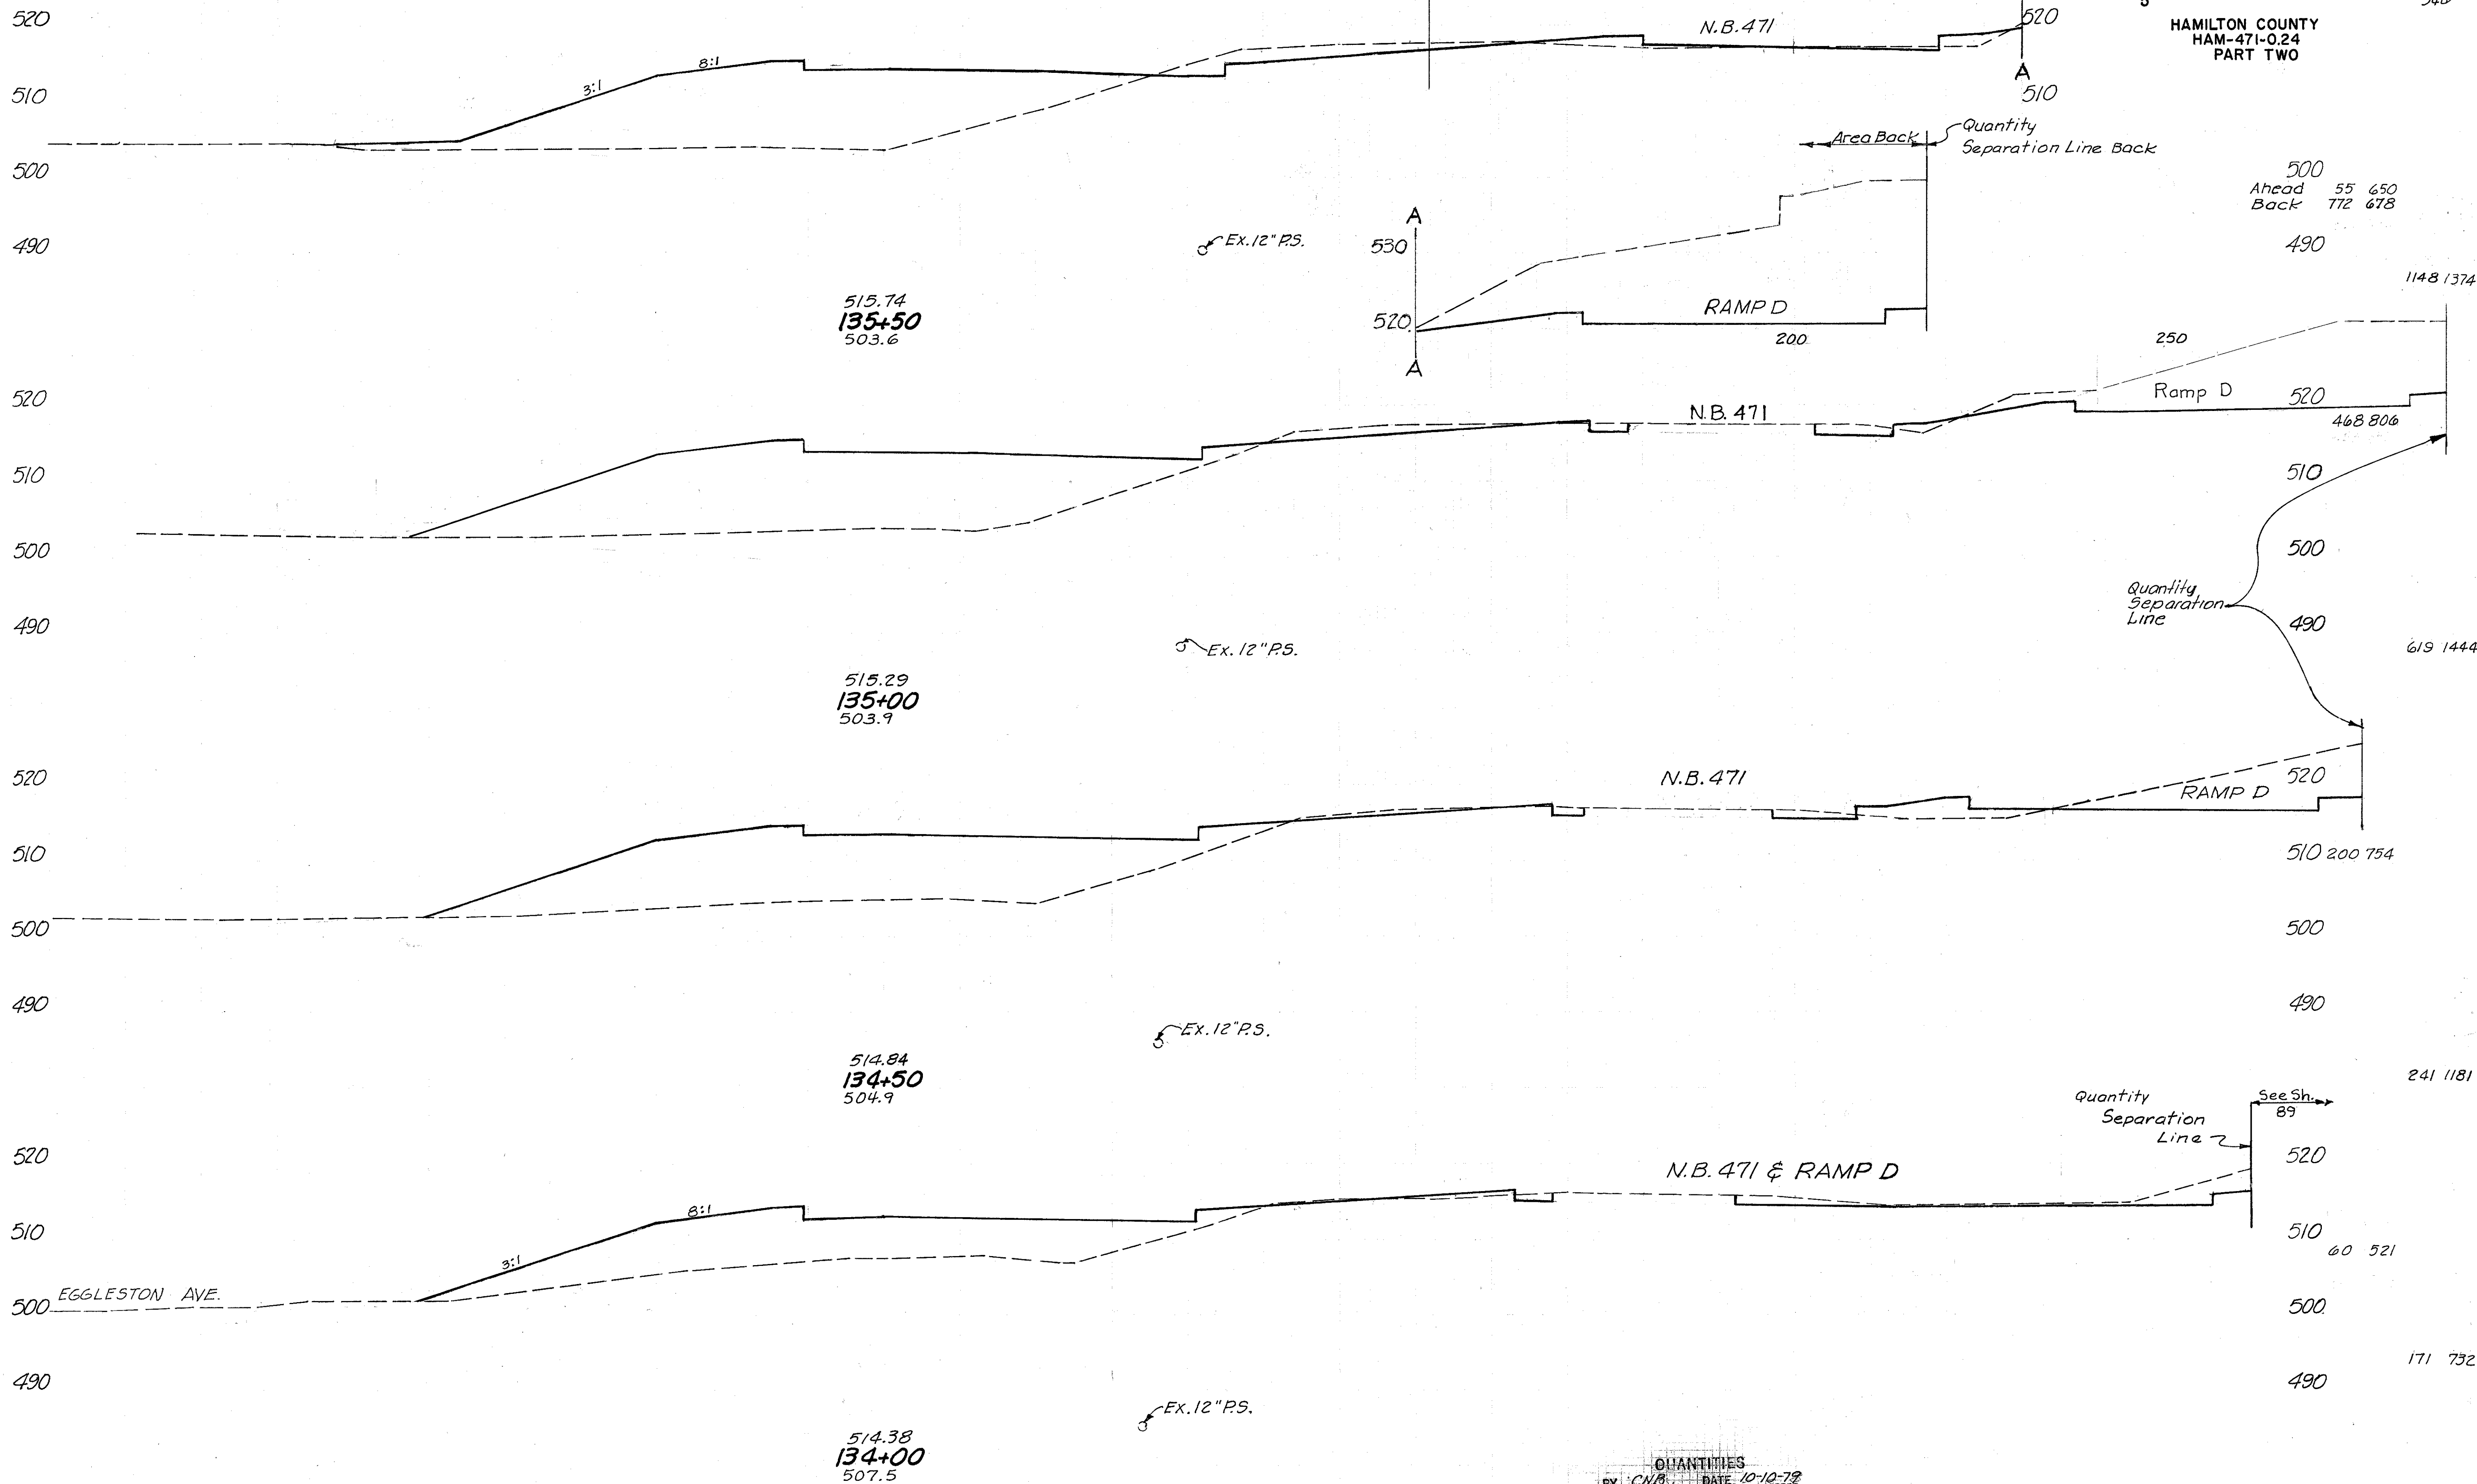 520
N.B. 471
520
5
HAMILTON COUNTY
HAM-471-0.24
PART TWO
A
510
3:1
8:1
510
500
Area Back
Quantity
Separation Line Back
500
Ahead 55 650
Back 772 678
490
Ex. 12" P.S.
A
530
490
1148 1374
515.74
135+50
503.6
520
RAMP D
200
A
250
520
N.B. 471
Ramp D
520
468 806
510
510
500
500
Quantity
Separation
Line
490
490
Ex. 12" P.S.
619 1444
515.29
135+00
503.9
520
N.B. 471
520
RAMP D
510
510 200 754
500
500
490
490
Ex. 12" P.S.
514.84
134+50
504.9
241 1181
Quantity
Separation
Line
See Sh.
89
520
N.B. 471 & RAMP D
520
510
8:1
3:1
510
60 521
500
EGGLESTON AVE.
500
490
490
171 732
Ex. 12" P.S.
514.38
134+00
507.5
QUANTITIES
BY CNB DATE 10-10-79